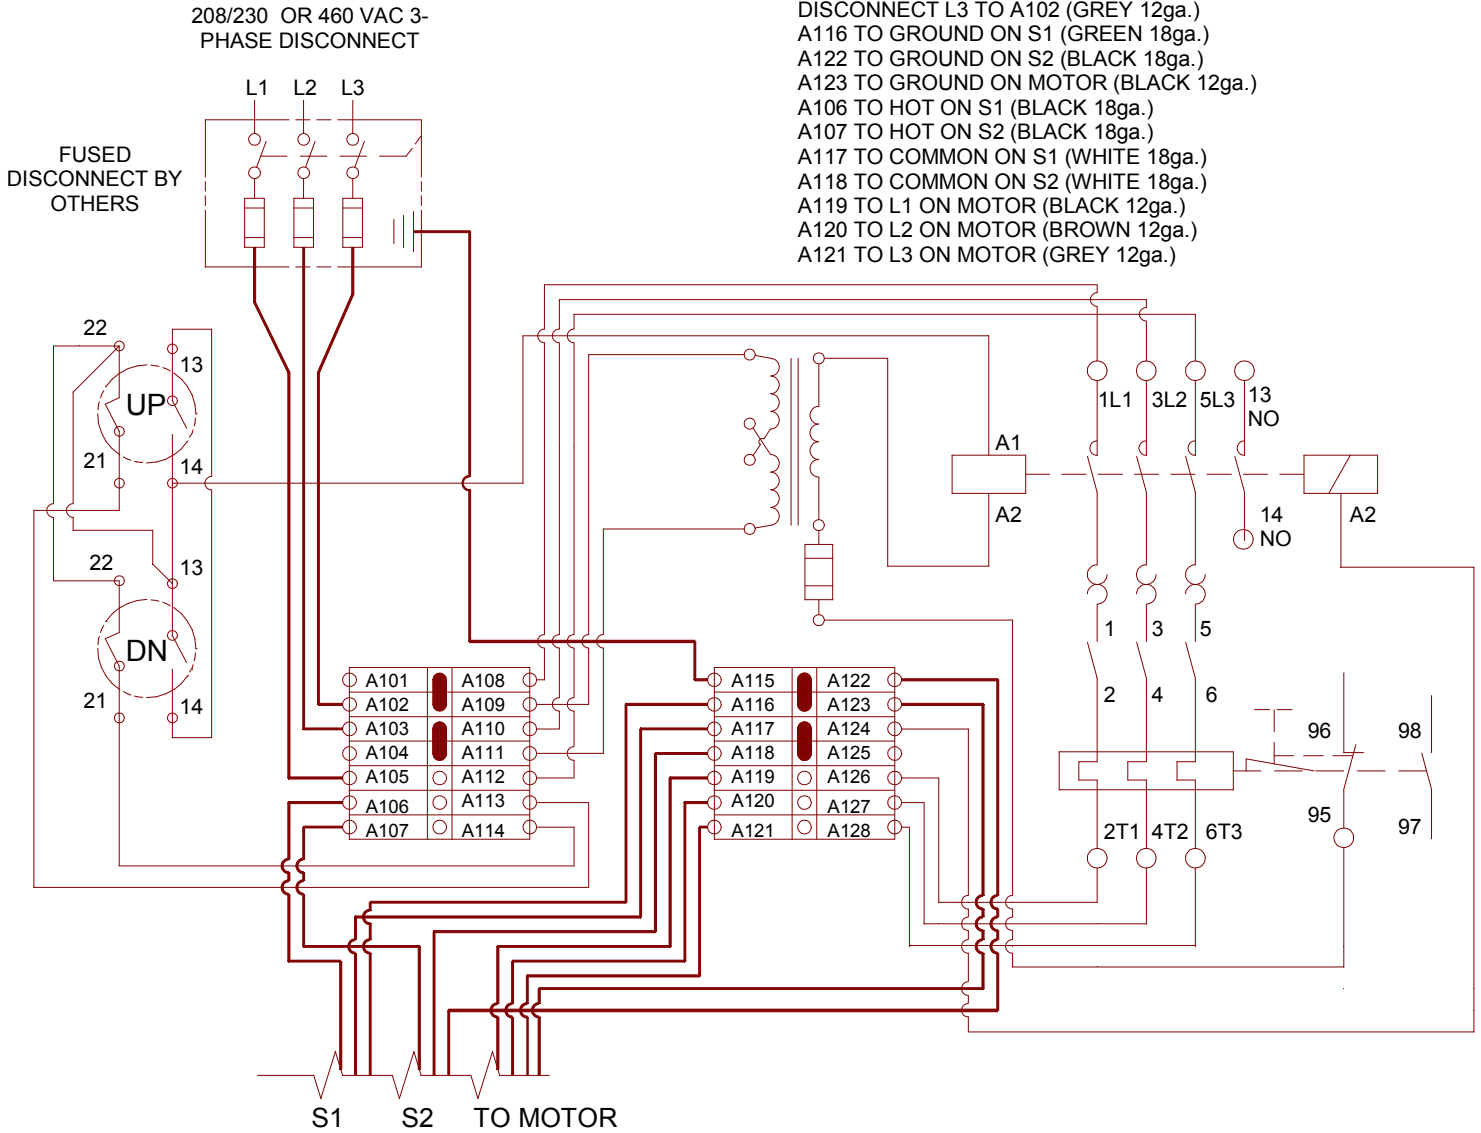 208/230 OR 460 VAC 3-
PHASE DISCONNECT
DISCONNECT L3 TO A102 (GREY 12ga.)
A116 TO GROUND ON S1 (GREEN 18ga.)
A122 TO GROUND ON S2 (BLACK 18ga.)
A123 TO GROUND ON MOTOR (BLACK 12ga.)
A106 TO HOT ON S1 (BLACK 18ga.)
A107 TO HOT ON S2 (BLACK 18ga.)
A117 TO COMMON ON S1 (WHITE 18ga.)
A118 TO COMMON ON S2 (WHITE 18ga.)
A119 TO L1 ON MOTOR (BLACK 12ga.)
A120 TO L2 ON MOTOR (BROWN 12ga.)
A121 TO L3 ON MOTOR (GREY 12ga.)
L1 L2 L3
FUSED
DISCONNECT BY
OTHERS
22
13
UP
21
14
22
13
DN
21
14
1L1 3L2 5L3 13
NO
A1
A2
14
NO
A2
1 3 5
2 4 6
96 98
95 97
2T1 4T2 6T3
A101 A108
A102 A109
A103 A110
A104 A111
A105 A112
A106 A113
A107 A114
A115 A122
A116 A123
A117 A124
A118 A125
A119 A126
A120 A127
A121 A128
S1 S2 TO MOTOR